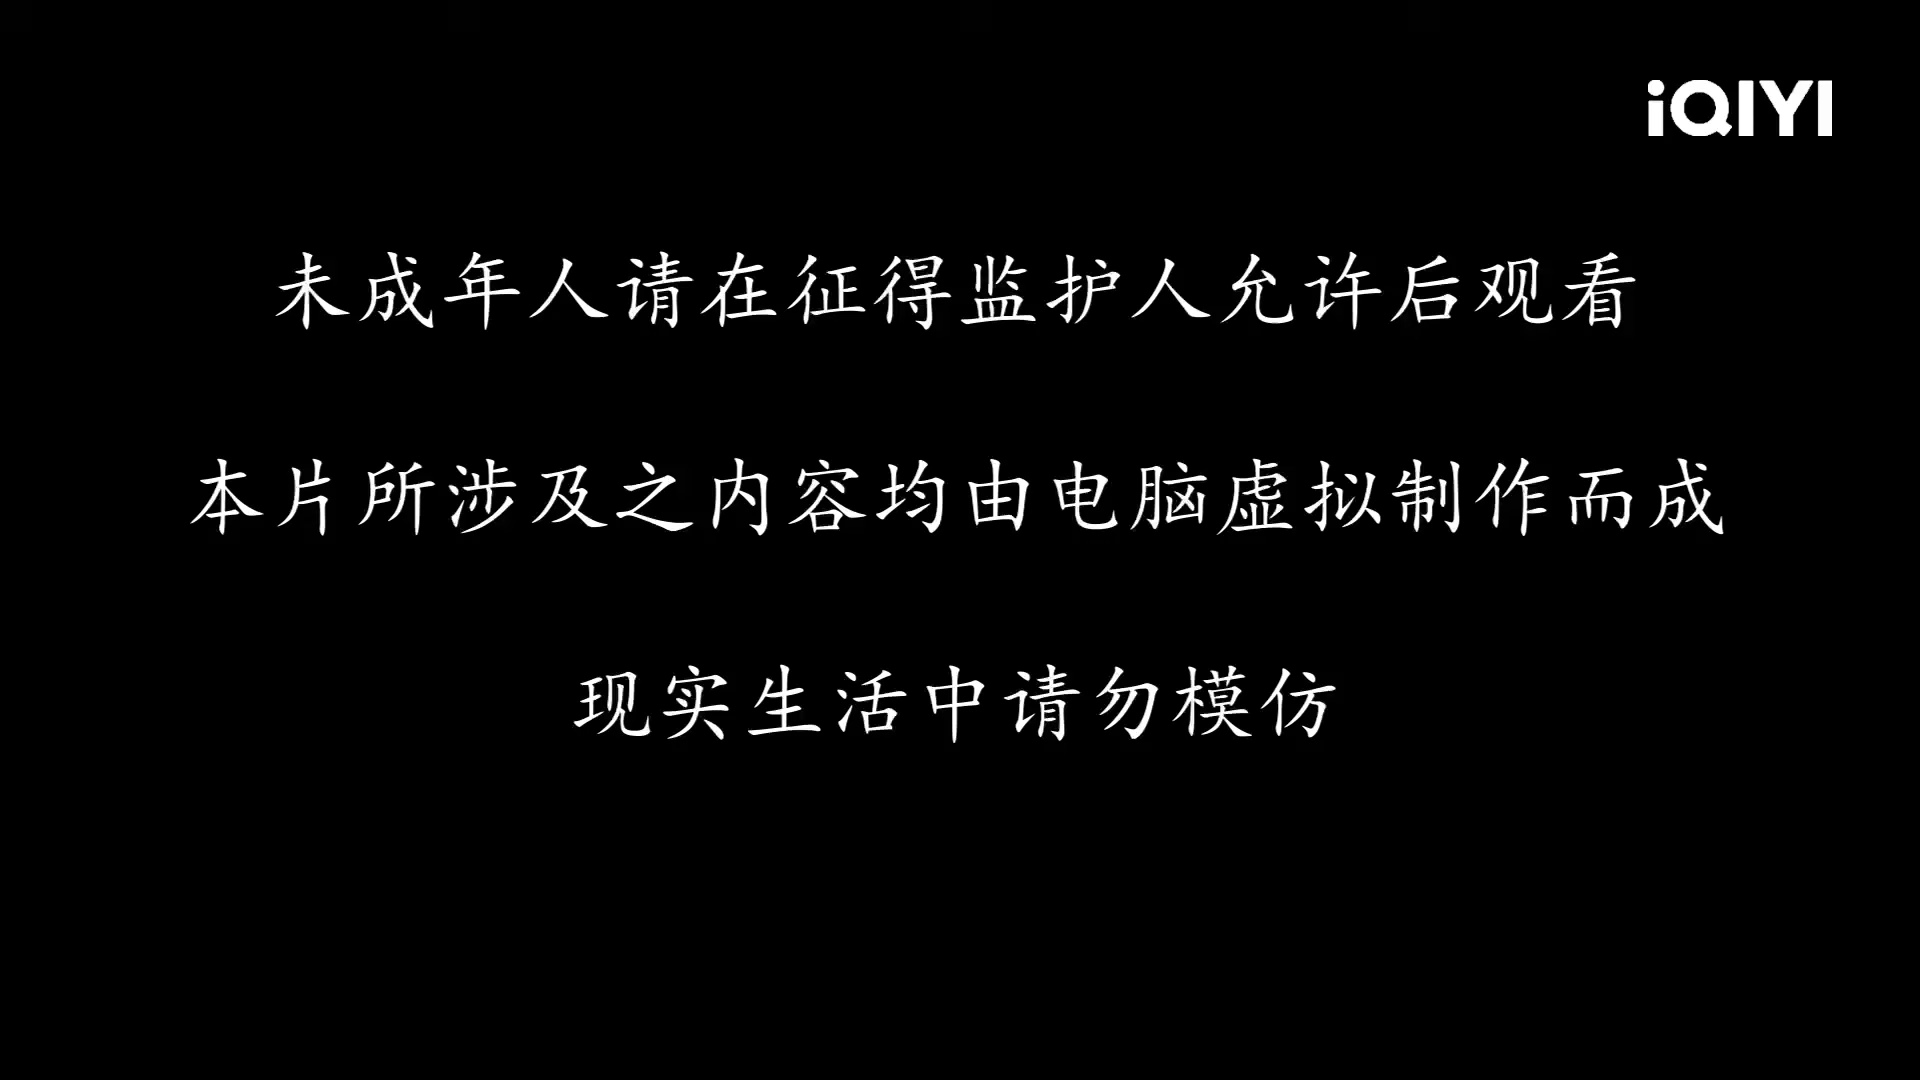 iQIYI
未成年人请在征得监护人允许后观看
本片所涉及之内容均由电脑虚拟制作而成
现实生活中请勿模仿